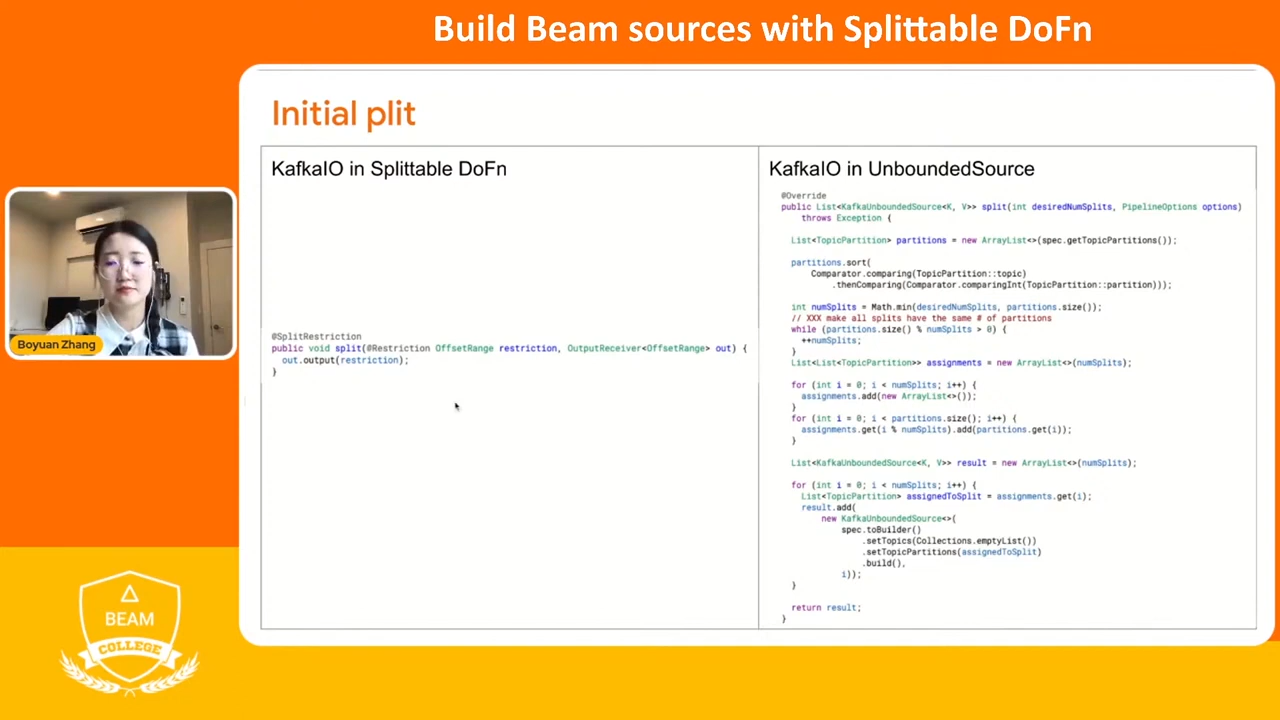 Build Beam sources with Splittable DoFn
Initial plit
KafkaIO in Splittable DoFn
@SplitRestriction
public void split(@Restriction OffsetRange restriction, OutputReceiver<OffsetRange> out) {
out.output(restriction);
}
KafkaIO in UnboundedSource
@Override
public List<KafkaUnboundedSource<K, V>> split(int desiredNumSplits, PipelineOptions options)
throws Exception {
List<TopicPartition> partitions = new ArrayList<>(spec.getTopicPartitions());
partitions.sort(
Comparator.comparing(TopicPartition::topic)
.thenComparing(Comparator.comparingInt(TopicPartition::partition)));
int numSplits = Math.min(desiredNumSplits, partitions.size());
// XXX make all splits have the same # of partitions
while (partitions.size() % numSplits > 0) {
++numSplits;
}
List<List<TopicPartition>> assignments = new ArrayList<>(numSplits);
for (int i = 0; i < numSplits; i++) {
assignments.add(new ArrayList<>());
}
for (int i = 0; i < partitions.size(); i++) {
assignments.get(i % numSplits).add(partitions.get(i));
}
List<KafkaUnboundedSource<K, V>> result = new ArrayList<>(numSplits);
for (int i = 0; i < numSplits; i++) {
List<TopicPartition> assignedToSplit = assignments.get(i);
result.add(
new KafkaUnboundedSource<>(
spec.toBuilder()
.setTopics(Collections.emptyList())
.setTopicPartitions(assignedToSplit)
.build(),
i));
}
return result;
}
Boyuan Zhang
BEAM
COLLEGE